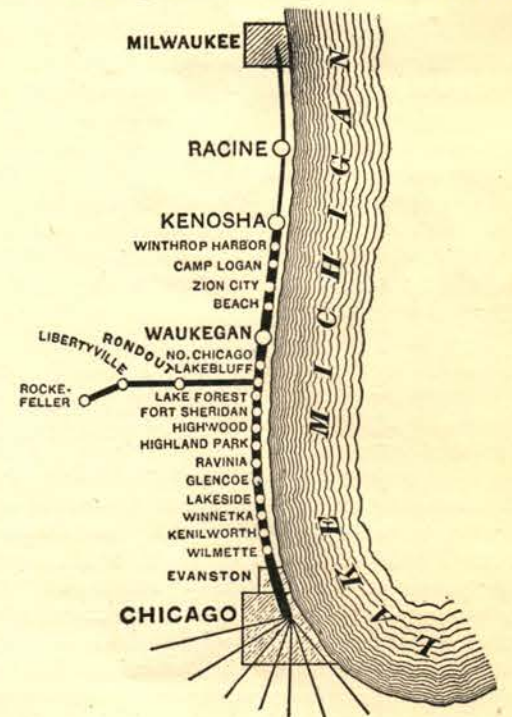 MILWAUKEE
RACINE
KENOSHA
WINTHROP HARBOR
CAMP LOGAN
ZION CITY
BEACH
WAUKEGAN
NO. CHICAGO
LAKEBLUFF
RONDOUT
LIBERTYVILLE
ROCKE-
FELLER
LAKE FOREST
FORT SHERIDAN
HIGHWOOD
HIGHLAND PARK
RAVINIA
GLENCOE
LAKESIDE
WINNETKA
KENILWORTH
WILMETTE
EVANSTON
CHICAGO
LAKE MICHIGAN